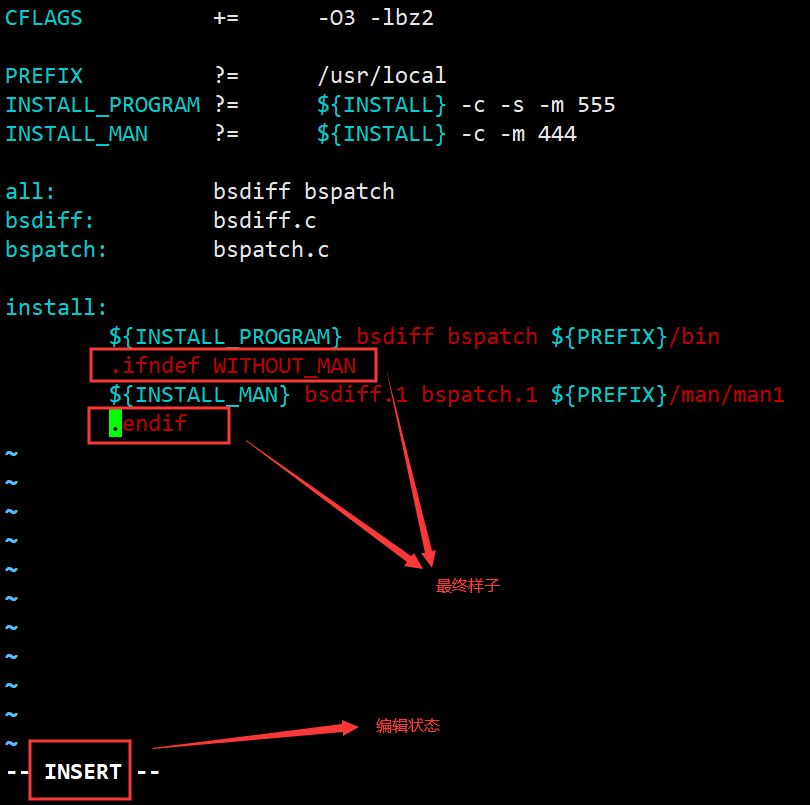 CFLAGS += -O3 -lbz2
PREFIX ?= /usr/local
INSTALL_PROGRAM ?= ${INSTALL} -c -s -m 555
INSTALL_MAN ?= ${INSTALL} -c -m 444
all: bsdiff bspatch
bsdiff: bsdiff.c
bspatch: bspatch.c
install:
${INSTALL_PROGRAM} bsdiff bspatch ${PREFIX}/bin
.ifndef WITHOUT_MAN
${INSTALL_MAN} bsdiff.1 bspatch.1 ${PREFIX}/man/man1
.endif
~
~
~
~
~
最终样子
~
~
~
~
~
编辑状态
~
-- INSERT --